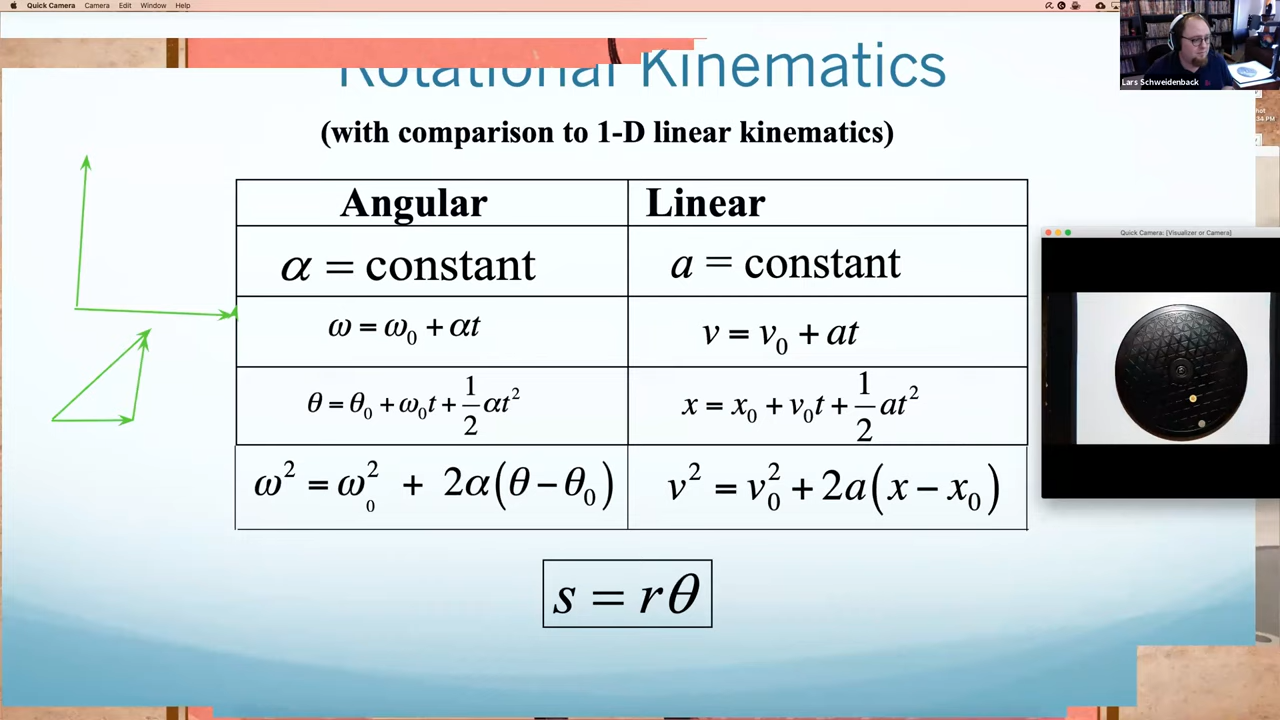 Quick Camera Camera Edit Window Help
Rotational Kinematics
Lars Schweidenback
(with comparison to 1-D linear kinematics)
Angular Linear
α = constant a = constant
ω = ω₀ + αt v = v₀ + at
θ = θ₀ + ω₀t + 1/2 αt² x = x₀ + v₀t + 1/2 at²
ω² = ω₀² + 2α(θ − θ₀) v² = v₀² + 2a(x − x₀)
s = rθ
Quick Camera: [Visualizer or Camera]